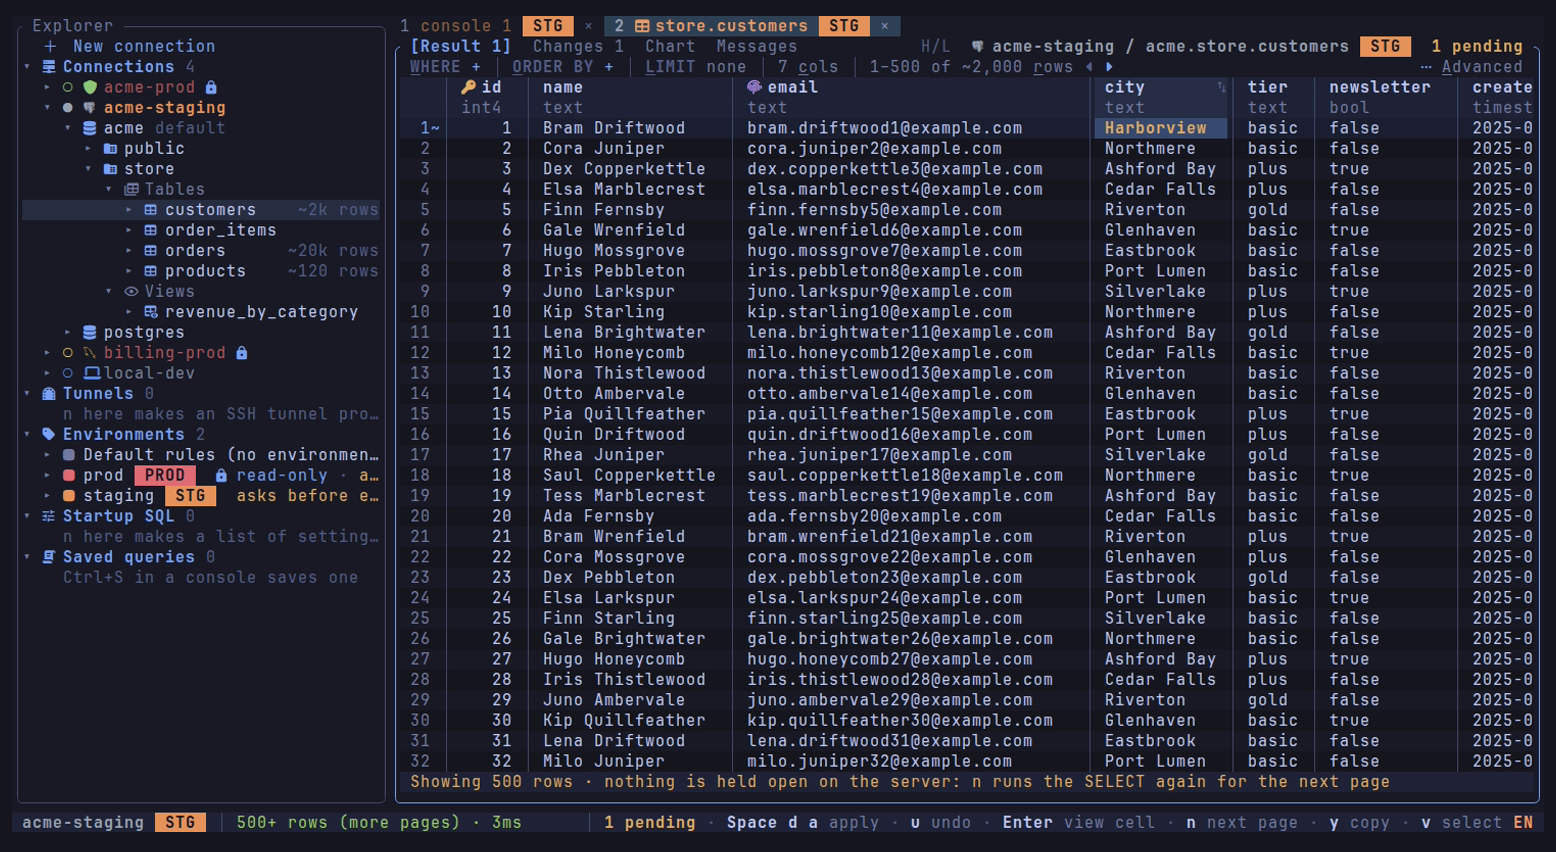 Explorer
+ New connection
Connections 4
acme-prod
acme-staging
acme default
public
store
Tables
customers ~2k rows
order_items
orders ~20k rows
products ~120 rows
Views
revenue_by_category
postgres
billing-prod
local-dev
Tunnels 0
n here makes an SSH tunnel pro…
Environments 2
Default rules (no environmen…
prod PROD read-only · a…
staging STG asks before e…
Startup SQL 0
n here makes a list of setting…
Saved queries 0
Ctrl+S in a console saves one
1 console 1 STG × 2 store.customers STG ×
[Result 1] Changes 1 Chart Messages H/L acme-staging / acme.store.customers STG 1 pending
WHERE + ORDER BY + LIMIT none 7 cols 1–500 of ~2,000 rows ··· Advanced
id name email city tier newsletter create
int4 text text text text bool timest
1~ 1 Bram Driftwood bram.driftwood1@example.com Harborview basic false 2025-0
2 2 Cora Juniper cora.juniper2@example.com Northmere basic false 2025-0
3 3 Dex Copperkettle dex.copperkettle3@example.com Ashford Bay plus true 2025-0
4 4 Elsa Marblecrest elsa.marblecrest4@example.com Cedar Falls plus false 2025-0
5 5 Finn Fernsby finn.fernsby5@example.com Riverton gold false 2025-0
6 6 Gale Wrenfield gale.wrenfield6@example.com Glenhaven basic true 2025-0
7 7 Hugo Mossgrove hugo.mossgrove7@example.com Eastbrook basic false 2025-0
8 8 Iris Pebbleton iris.pebbleton8@example.com Port Lumen basic false 2025-0
9 9 Juno Larkspur juno.larkspur9@example.com Silverlake plus true 2025-0
10 10 Kip Starling kip.starling10@example.com Northmere plus false 2025-0
11 11 Lena Brightwater lena.brightwater11@example.com Ashford Bay gold false 2025-0
12 12 Milo Honeycomb milo.honeycomb12@example.com Cedar Falls basic true 2025-0
13 13 Nora Thistlewood nora.thistlewood13@example.com Riverton basic false 2025-0
14 14 Otto Ambervale otto.ambervale14@example.com Glenhaven basic false 2025-0
15 15 Pia Quillfeather pia.quillfeather15@example.com Eastbrook plus true 2025-0
16 16 Quin Driftwood quin.driftwood16@example.com Port Lumen plus false 2025-0
17 17 Rhea Juniper rhea.juniper17@example.com Silverlake gold false 2025-0
18 18 Saul Copperkettle saul.copperkettle18@example.com Northmere basic true 2025-0
19 19 Tess Marblecrest tess.marblecrest19@example.com Ashford Bay basic false 2025-0
20 20 Ada Fernsby ada.fernsby20@example.com Cedar Falls basic false 2025-0
21 21 Bram Wrenfield bram.wrenfield21@example.com Riverton plus true 2025-0
22 22 Cora Mossgrove cora.mossgrove22@example.com Glenhaven plus false 2025-0
23 23 Dex Pebbleton dex.pebbleton23@example.com Eastbrook gold false 2025-0
24 24 Elsa Larkspur elsa.larkspur24@example.com Port Lumen basic true 2025-0
25 25 Finn Starling finn.starling25@example.com Silverlake basic false 2025-0
26 26 Gale Brightwater gale.brightwater26@example.com Northmere basic false 2025-0
27 27 Hugo Honeycomb hugo.honeycomb27@example.com Ashford Bay plus true 2025-0
28 28 Iris Thistlewood iris.thistlewood28@example.com Cedar Falls plus false 2025-0
29 29 Juno Ambervale juno.ambervale29@example.com Riverton gold false 2025-0
30 30 Kip Quillfeather kip.quillfeather30@example.com Glenhaven basic true 2025-0
31 31 Lena Driftwood lena.driftwood31@example.com Eastbrook basic false 2025-0
32 32 Milo Juniper milo.juniper32@example.com Port Lumen basic false 2025-0
Showing 500 rows · nothing is held open on the server: n runs the SELECT again for the next page
acme-staging STG 500+ rows (more pages) · 3ms 1 pending · Space d a apply · u undo · Enter view cell · n next page · y copy · v select EN